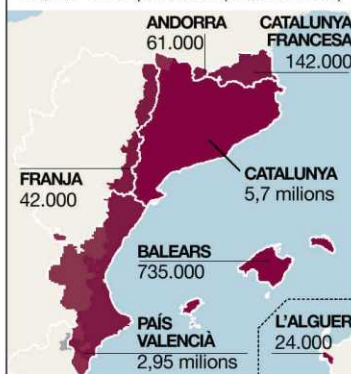 ANDORRA
61.000
CATALUNYA
FRANCESA
142.000
FRANJA
42.000
CATALUNYA
5,7 milions
BALEARS
735.000
PAÍS
VALENCIÀ
2,95 milions
L'ALGUER
24.000